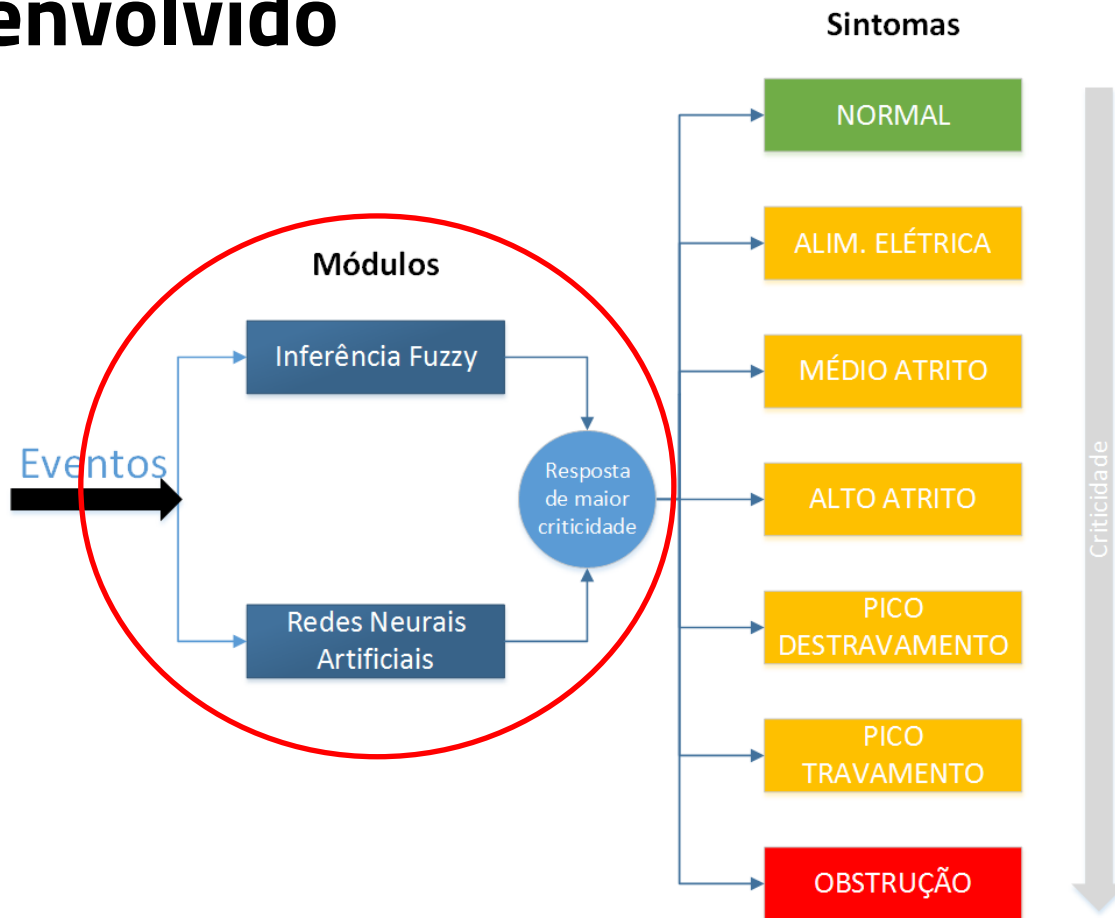 envolvido
Sintomas
NORMAL
ALIM. ELÉTRICA
Módulos
Inferência Fuzzy
MÉDIO ATRITO
Eventos
Resposta
de maior
criticidade
ALTO ATRITO
Criticidade
Redes Neurais
Artificiais
PICO
DESTRAVAMENTO
PICO
TRAVAMENTO
OBSTRUÇÃO